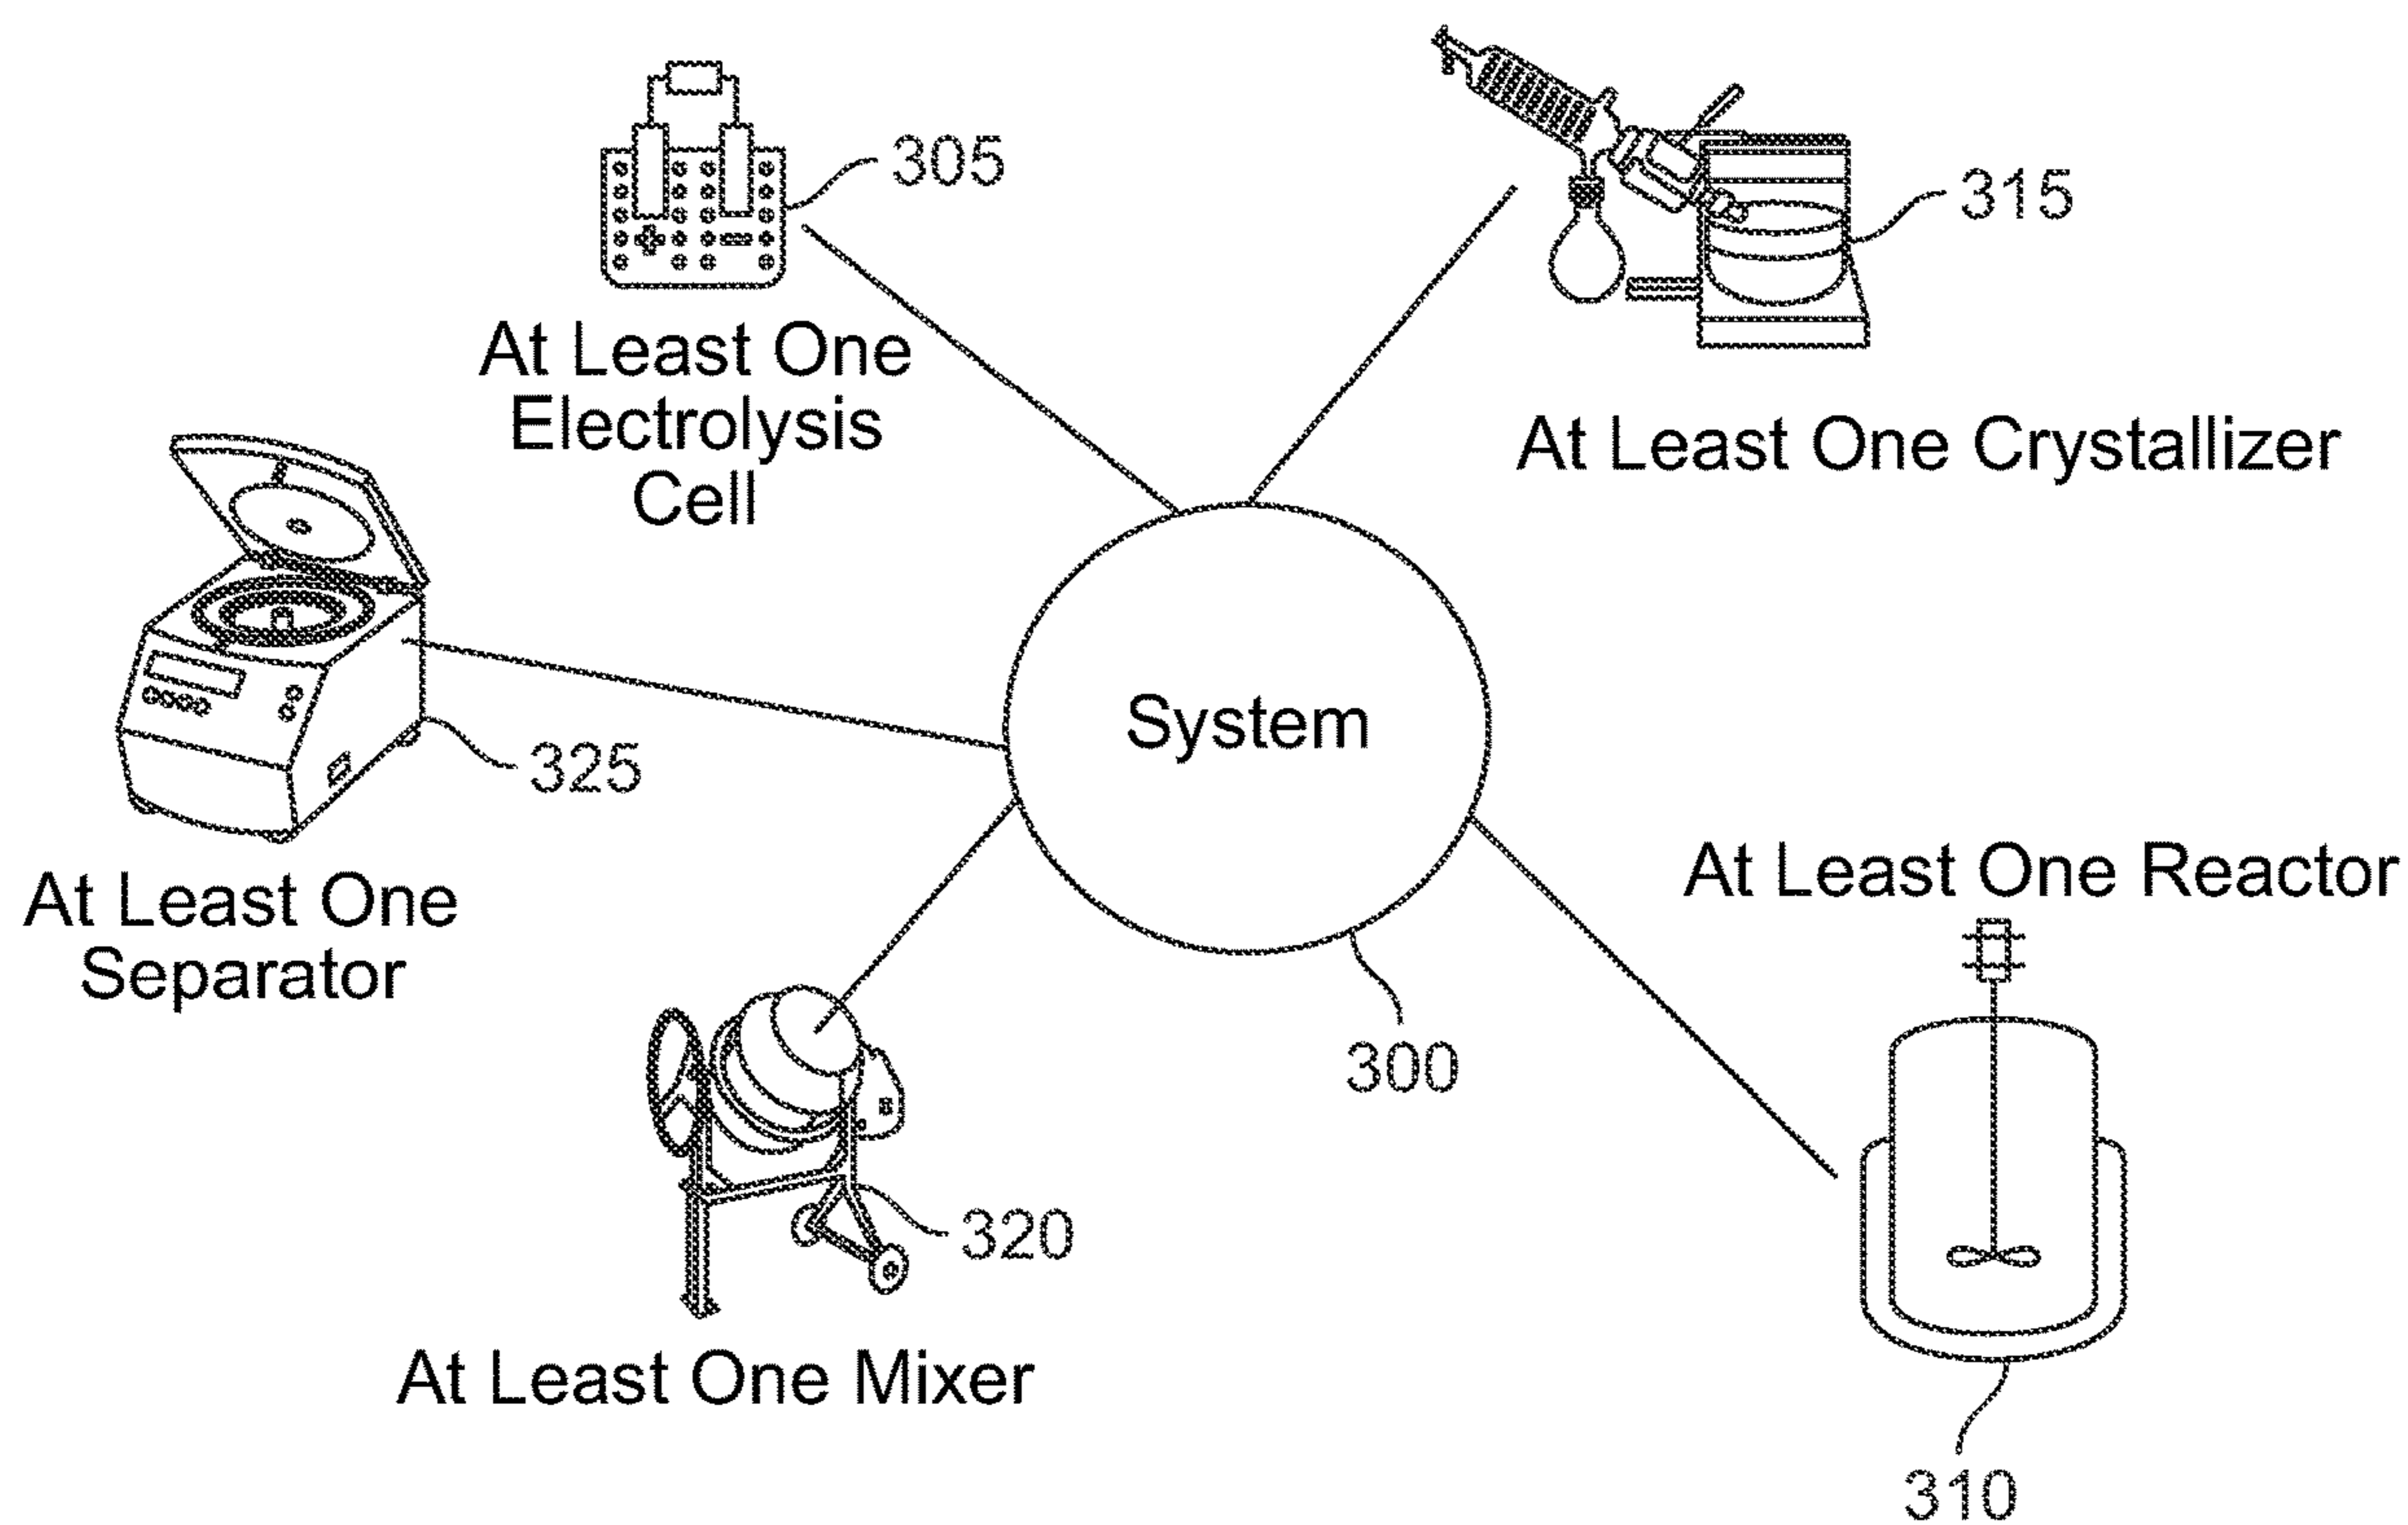 305
315
At Least One
Electrolysis
Cell
At Least One Crystallizer
System
325
At Least One Reactor
At Least One
Separator
300
320
At Least One Mixer
310